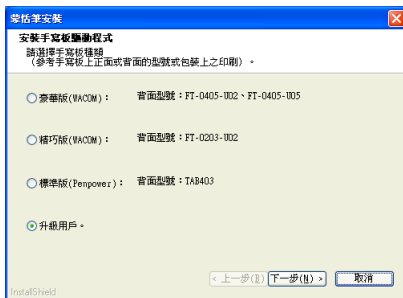 蒙恬筆安裝
安裝手寫板驅動程式
請選擇手寫板種類
（參考手寫板上正面或背面的型號或包裝上之印刷）。
豪華版(WACOM)： 背面型號：FT-0405-U02、FT-0405-U05
精巧版(WACOM)： 背面型號：FT-0203-U02
標準版(Penpower)： 背面型號：TAB403
升級用戶。
InstallShield
< 上一步(B) 下一步(N) > 取消